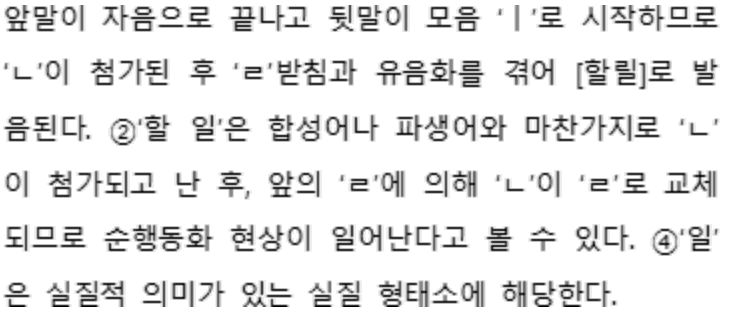 앞말이 자음으로 끝나고 뒷말이 모음 ‘ㅣ’로 시작하므로
‘ㄴ’이 첨가된 후 ‘ㄹ’받침과 유음화를 겪어 [할릴]로 발
음된다. ②‘할 일’은 합성어나 파생어와 마찬가지로 ‘ㄴ’
이 첨가되고 난 후, 앞의 ‘ㄹ’에 의해 ‘ㄴ’이 ‘ㄹ’로 교체
되므로 순행동화 현상이 일어난다고 볼 수 있다. ④‘일’
은 실질적 의미가 있는 실질 형태소에 해당한다.